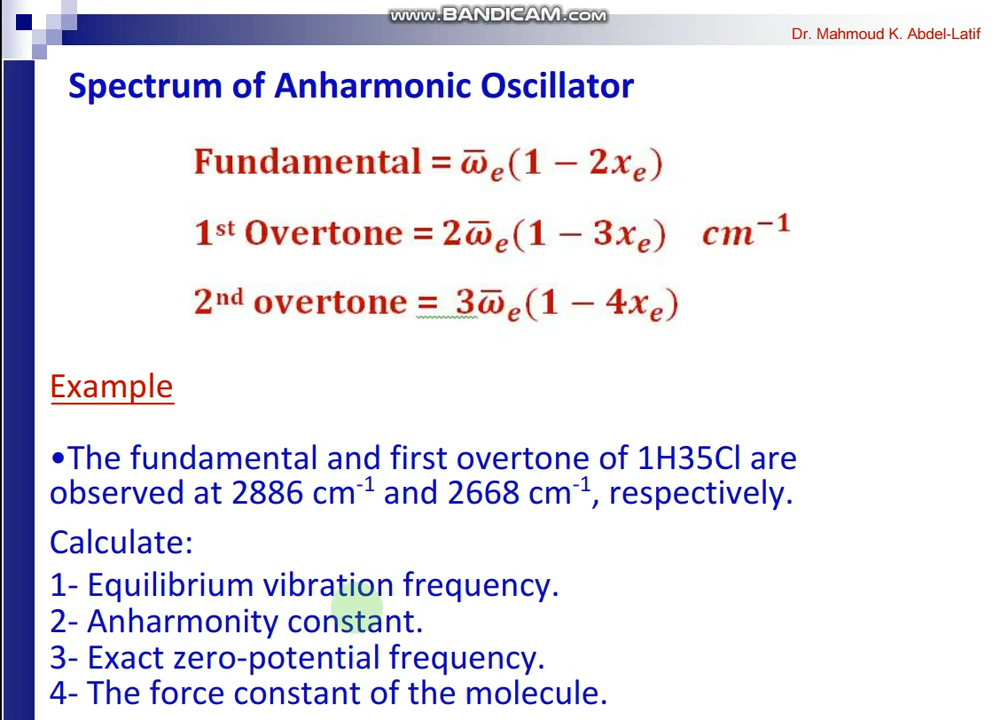 www.BANDICAM.com
Dr. Mahmoud K. Abdel-Latif
Spectrum of Anharmonic Oscillator
Fundamental = ω̅ₑ(1 − 2xₑ)
1ˢᵗ Overtone = 2ω̅ₑ(1 − 3xₑ) cm⁻¹
2ⁿᵈ overtone = 3ω̅ₑ(1 − 4xₑ)
Example
•The fundamental and first overtone of 1H35Cl are
observed at 2886 cm⁻¹ and 2668 cm⁻¹, respectively.
Calculate:
1- Equilibrium vibration frequency.
2- Anharmonity constant.
3- Exact zero-potential frequency.
4- The force constant of the molecule.